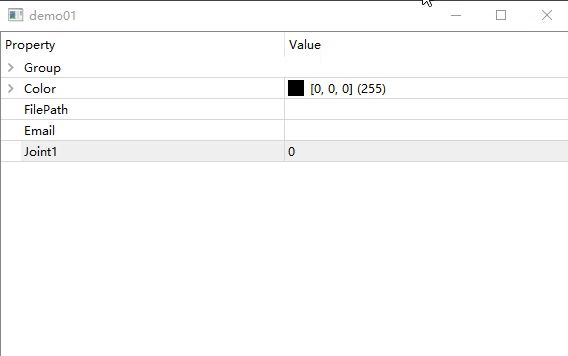 demo01
Property Value
Group
Color [0, 0, 0] (255)
FilePath
Email
Joint1 0